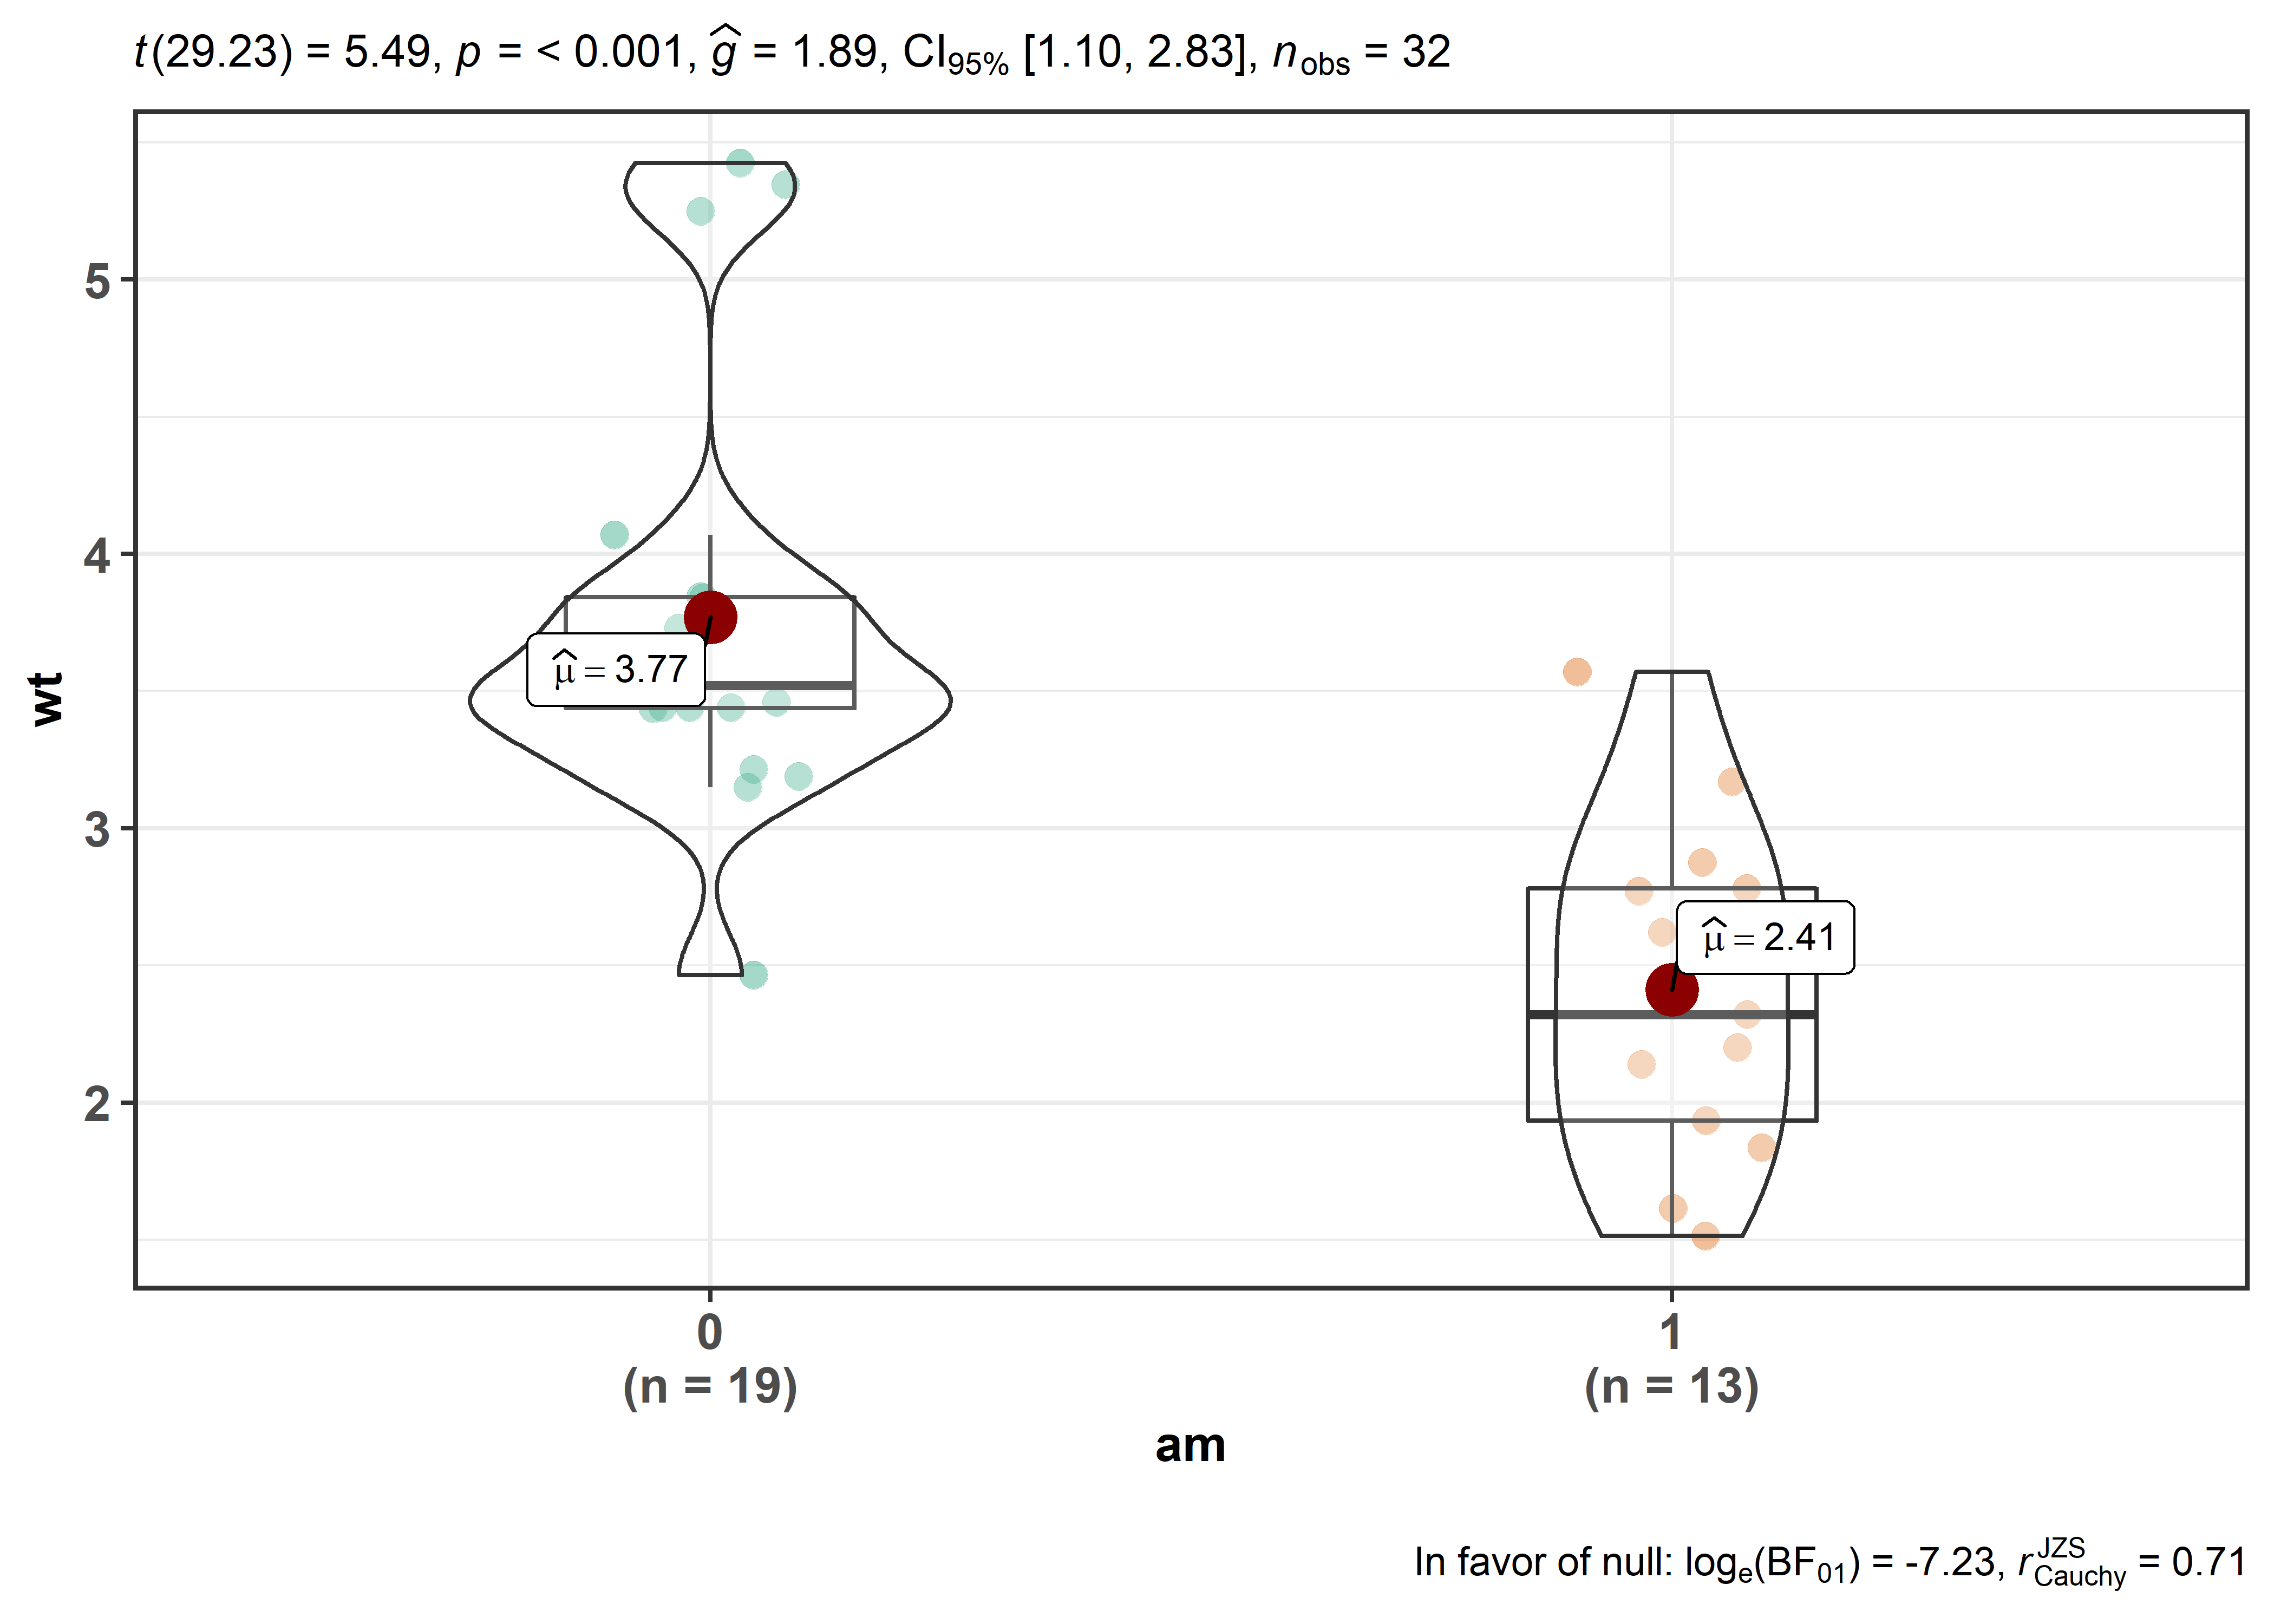 t(29.23) = 5.49, p = < 0.001, ĝ = 1.89, CI95% [1.10, 2.83], nobs = 32
5
4
3
2
wt
μ̂ = 3.77
μ̂ = 2.41
0
(n = 19)
1
(n = 13)
am
In favor of null: loge(BF01) = -7.23, rJZSCauchy = 0.71